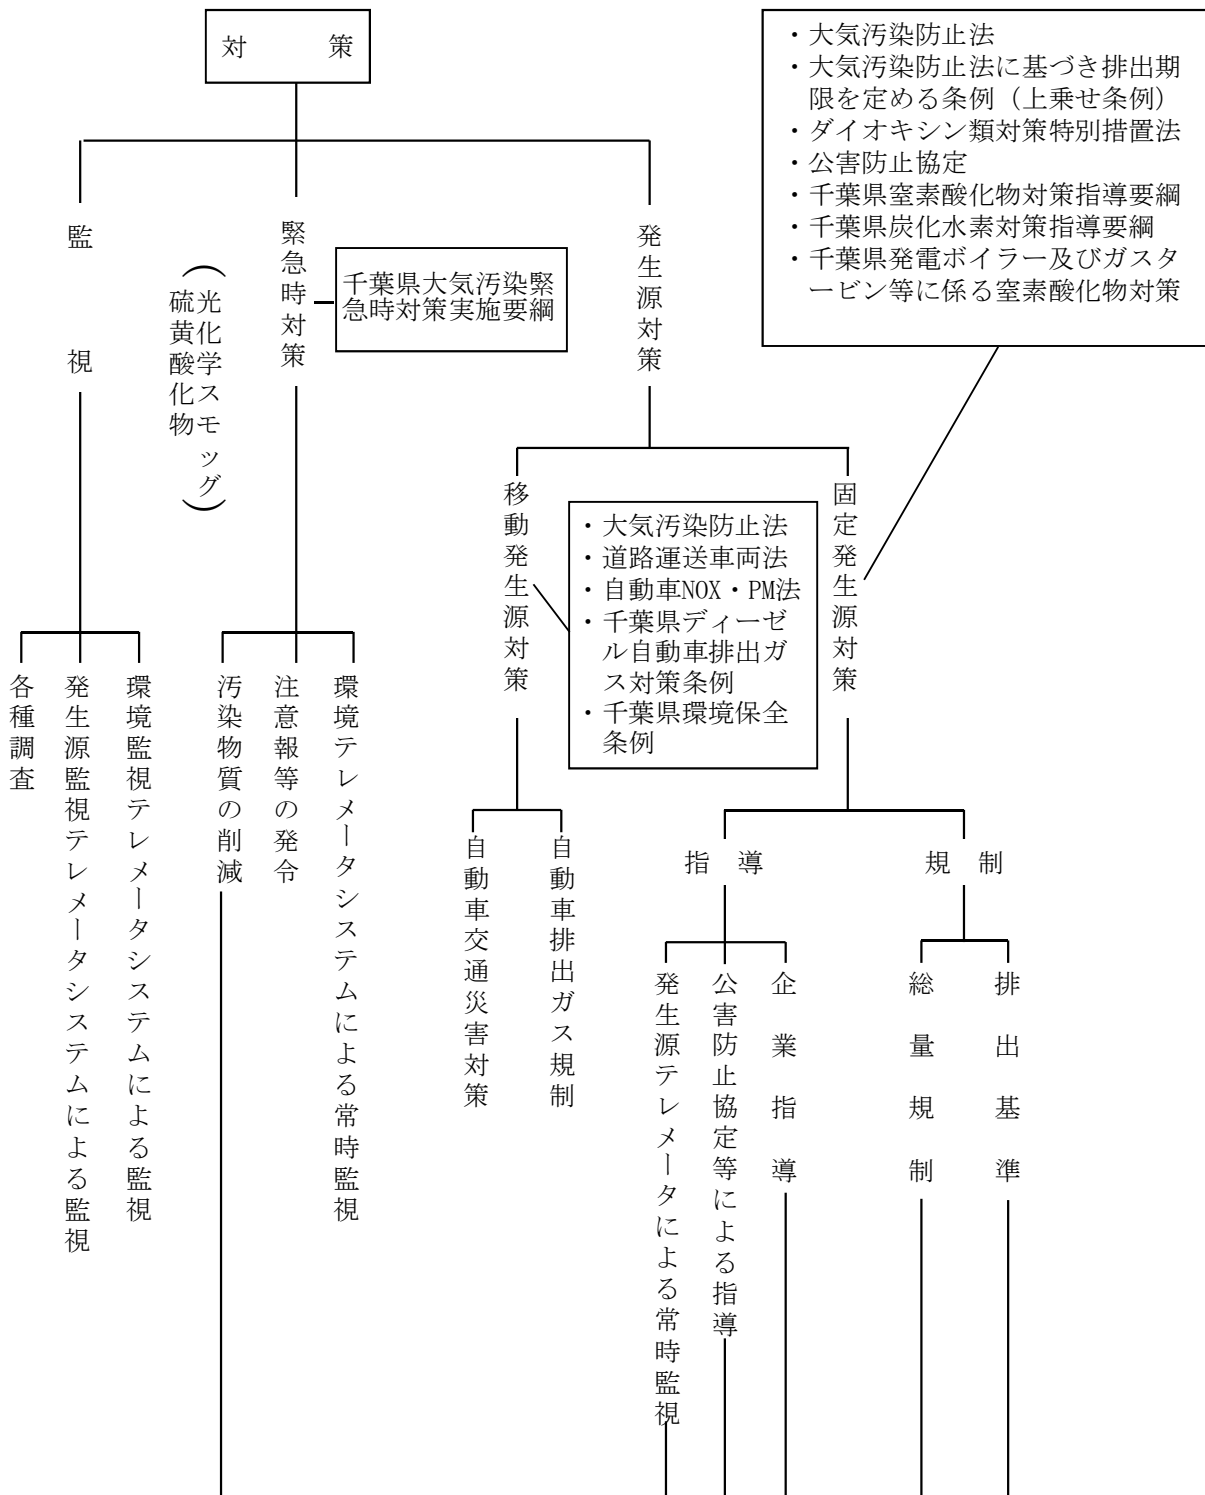 対　　策
・大気汚染防止法
・大気汚染防止法に基づき排出期
限を定める条例（上乗せ条例）
・ダイオキシン類対策特別措置法
・公害防止協定
・千葉県窒素酸化物対策指導要綱
・千葉県炭化水素対策指導要綱
・千葉県発電ボイラー及びガスタ
ービン等に係る窒素酸化物対策
発生源対策
緊急時対策
千葉県大気汚染緊
急時対策実施要綱
（光化学スモッグ
硫黄酸化物）
監　　視
固定発生源対策
移動発生源対策
・大気汚染防止法
・道路運送車両法
・自動車NOX・PM法
・千葉県ディーゼ
ル自動車排出ガ
ス対策条例
・千葉県環境保全
条例
環境テレメータシステムによる常時監視
注意報等の発令
汚染物質の削減
環境監視テレメータシステムによる監視
発生源監視テレメータシステムによる監視
各種調査
自動車排出ガス規制
自動車交通災害対策
規　制
指　導
排出基準
総量規制
企業指導
公害防止協定等による指導
発生源テレメータによる常時監視